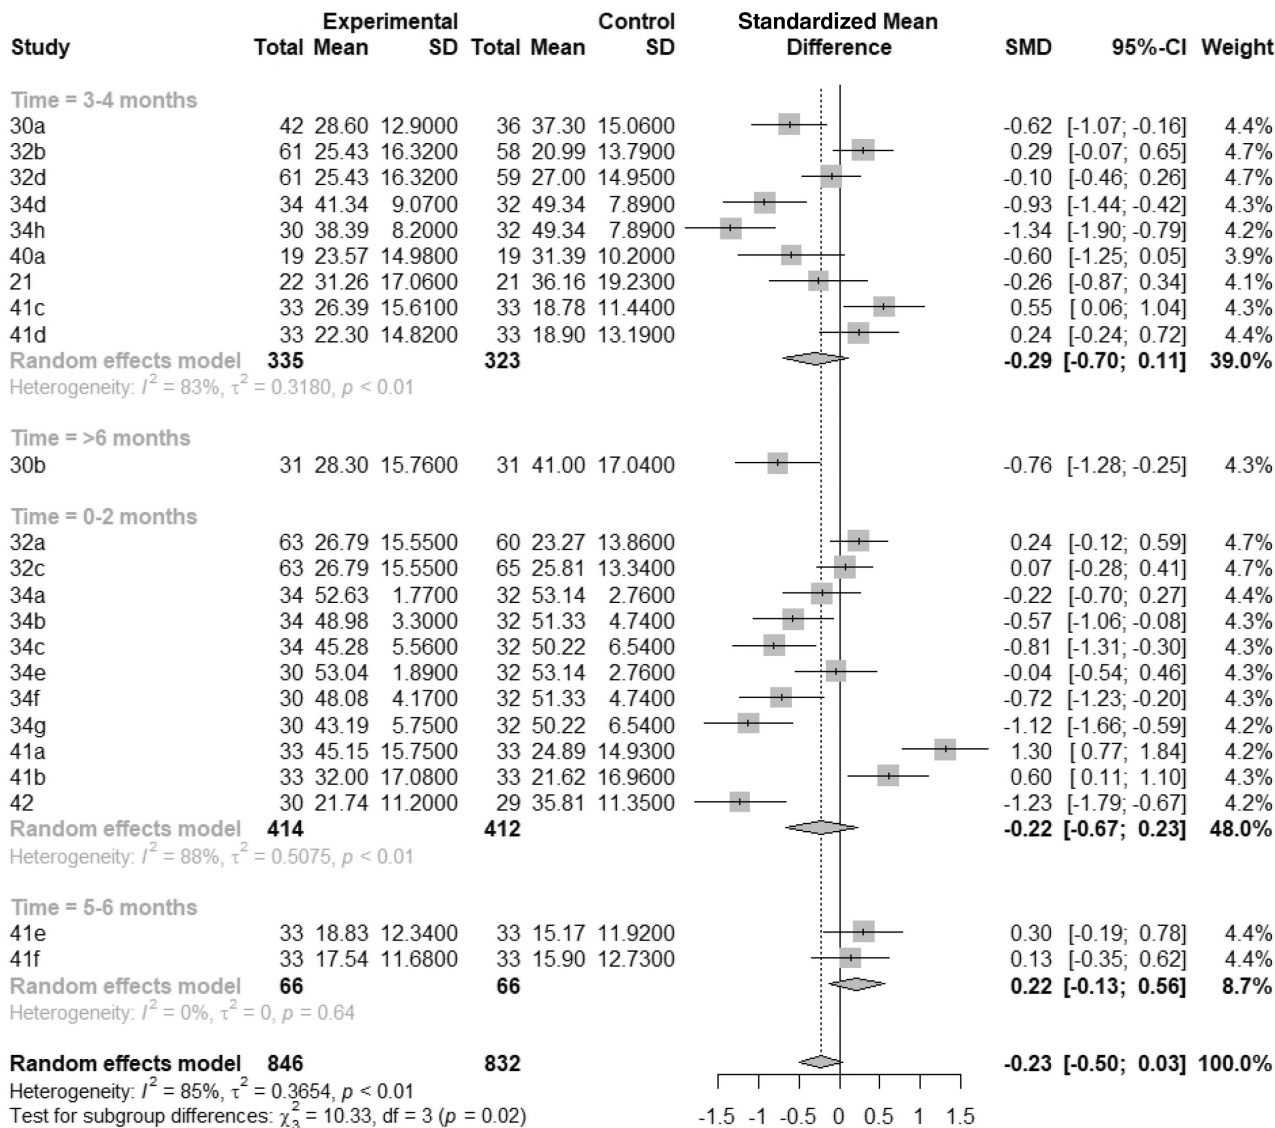 Experimental Control Standardized Mean
Study Total Mean SD Total Mean SD Difference SMD 95%-CI Weight
Time = 3-4 months
30a 42 28.60 12.9000 36 37.30 15.0600 -0.62 [-1.07; -0.16] 4.4%
32b 61 25.43 16.3200 58 20.99 13.7900 0.29 [-0.07; 0.65] 4.7%
32d 61 25.43 16.3200 59 27.00 14.9500 -0.10 [-0.46; 0.26] 4.7%
34d 34 41.34 9.0700 32 49.34 7.8900 -0.93 [-1.44; -0.42] 4.3%
34h 30 38.39 8.2000 32 49.34 7.8900 -1.34 [-1.90; -0.79] 4.2%
40a 19 23.57 14.9800 19 31.39 10.2000 -0.60 [-1.25; 0.05] 3.9%
21 22 31.26 17.0600 21 36.16 19.2300 -0.26 [-0.87; 0.34] 4.1%
41c 33 26.39 15.6100 33 18.78 11.4400 0.55 [ 0.06; 1.04] 4.3%
41d 33 22.30 14.8200 33 18.90 13.1900 0.24 [-0.24; 0.72] 4.4%
Random effects model 335 323 -0.29 [-0.70; 0.11] 39.0%
Heterogeneity: I² = 83%, τ² = 0.3180, p < 0.01
Time = >6 months
30b 31 28.30 15.7600 31 41.00 17.0400 -0.76 [-1.28; -0.25] 4.3%
Time = 0-2 months
32a 63 26.79 15.5500 60 23.27 13.8600 0.24 [-0.12; 0.59] 4.7%
32c 63 26.79 15.5500 65 25.81 13.3400 0.07 [-0.28; 0.41] 4.7%
34a 34 52.63 1.7700 32 53.14 2.7600 -0.22 [-0.70; 0.27] 4.4%
34b 34 48.98 3.3000 32 51.33 4.7400 -0.57 [-1.06; -0.08] 4.3%
34c 34 45.28 5.5600 32 50.22 6.5400 -0.81 [-1.31; -0.30] 4.3%
34e 30 53.04 1.8900 32 53.14 2.7600 -0.04 [-0.54; 0.46] 4.3%
34f 30 48.08 4.1700 32 51.33 4.7400 -0.72 [-1.23; -0.20] 4.3%
34g 30 43.19 5.7500 32 50.22 6.5400 -1.12 [-1.66; -0.59] 4.2%
41a 33 45.15 15.7500 33 24.89 14.9300 1.30 [ 0.77; 1.84] 4.2%
41b 33 32.00 17.0800 33 21.62 16.9600 0.60 [ 0.11; 1.10] 4.3%
42 30 21.74 11.2000 29 35.81 11.3500 -1.23 [-1.79; -0.67] 4.2%
Random effects model 414 412 -0.22 [-0.67; 0.23] 48.0%
Heterogeneity: I² = 88%, τ² = 0.5075, p < 0.01
Time = 5-6 months
41e 33 18.83 12.3400 33 15.17 11.9200 0.30 [-0.19; 0.78] 4.4%
41f 33 17.54 11.6800 33 15.90 12.7300 0.13 [-0.35; 0.62] 4.4%
Random effects model 66 66 0.22 [-0.13; 0.56] 8.7%
Heterogeneity: I² = 0%, τ² = 0, p = 0.64
Random effects model 846 832 -0.23 [-0.50; 0.03] 100.0%
Heterogeneity: I² = 85%, τ² = 0.3654, p < 0.01
Test for subgroup differences: χ²₃ = 10.33, df = 3 (p = 0.02)
-1.5 -1 -0.5 0 0.5 1 1.5